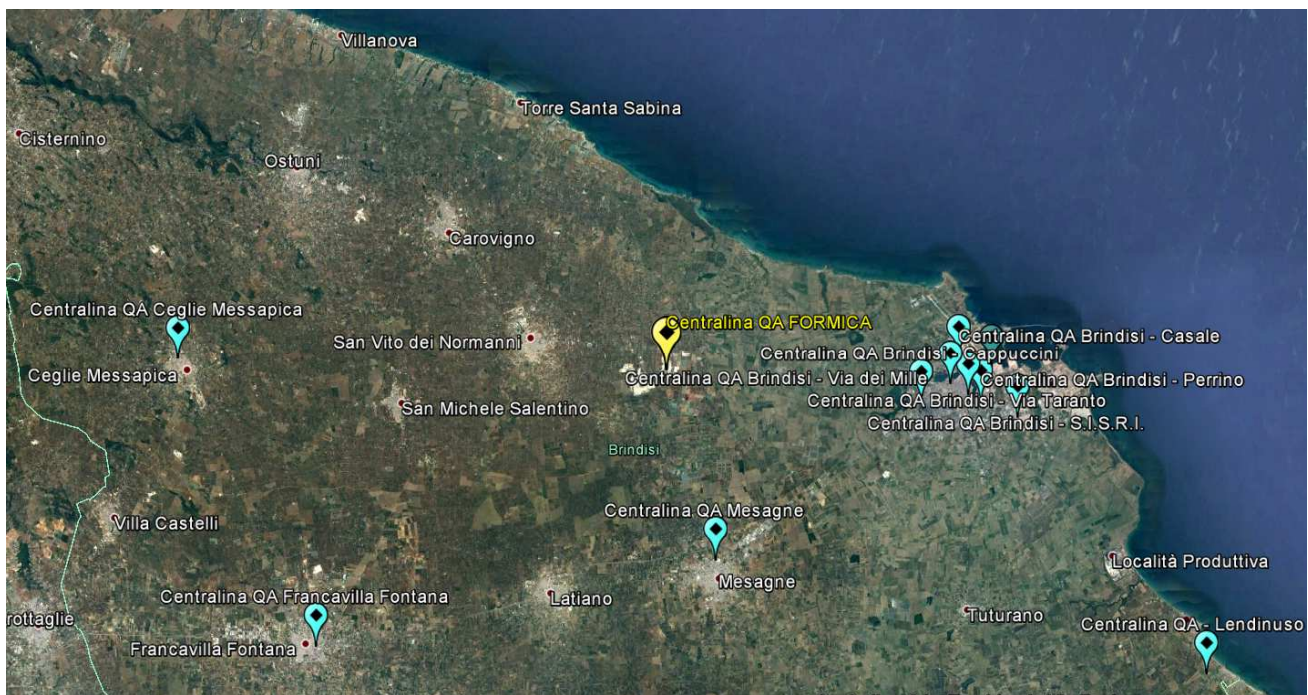 Villanova
Torre Santa Sabina
Cisternino
Ostuni
Carovigno
Centralina QA Ceglie Messapica
Centralina QA FORMICA
San Vito dei Normanni
Centralina QA Brindisi - Casale
Centralina QA Brindisi - Cappuccini
Ceglie Messapica
Centralina QA Brindisi - Via dei Mille
Centralina QA Brindisi - Perrino
San Michele Salentino
Centralina QA Brindisi - Via Taranto
Centralina QA Brindisi - S.I.S.R.I.
Brindisi
Centralina QA Mesagne
Villa Castelli
Località Produttiva
Mesagne
Centralina QA Francavilla Fontana
Latiano
Tuturano
rottaglie
Centralina QA - Lendinuso
Francavilla Fontana